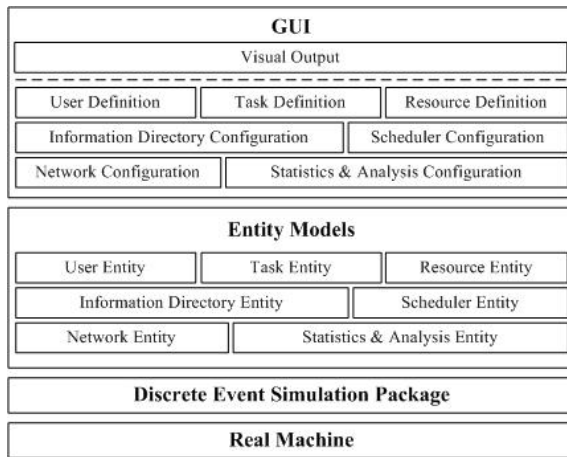 GUI
Visual Output
User Definition Task Definition Resource Definition
Information Directory Configuration Scheduler Configuration
Network Configuration Statistics & Analysis Configuration
Entity Models
User Entity Task Entity Resource Entity
Information Directory Entity Scheduler Entity
Network Entity Statistics & Analysis Entity
Discrete Event Simulation Package
Real Machine